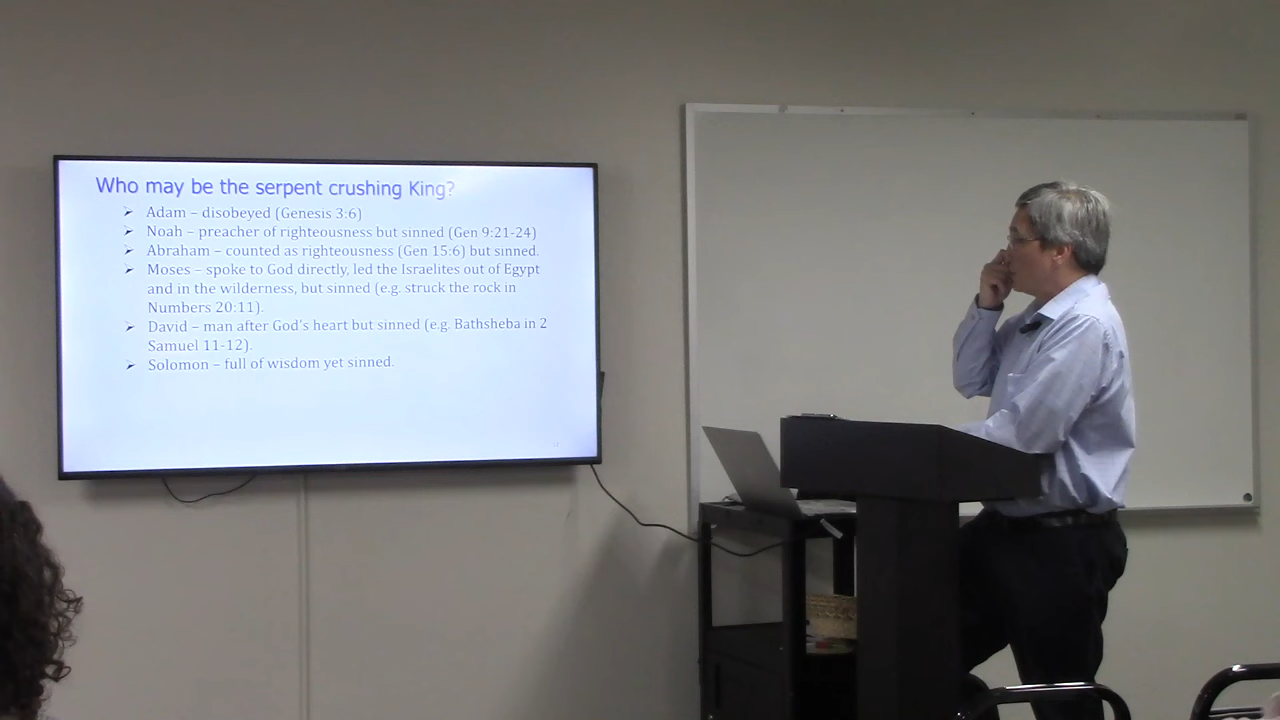 Who may be the serpent crushing King?
➢ Adam – disobeyed (Genesis 3:6)
➢ Noah – preacher of righteousness but sinned (Gen 9:21-24)
➢ Abraham – counted as righteousness (Gen 15:6) but sinned.
➢ Moses – spoke to God directly, led the Israelites out of Egypt
and in the wilderness, but sinned (e.g. struck the rock in
Numbers 20:11).
➢ David – man after God's heart but sinned (e.g. Bathsheba in 2
Samuel 11-12).
➢ Solomon – full of wisdom yet sinned.